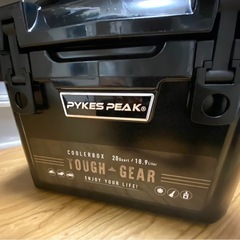 PYKES PEAK®
COOLERBOX 20Quart / 18.9Liter
TOUGH GEAR
ENJOY YOUR LIFE!